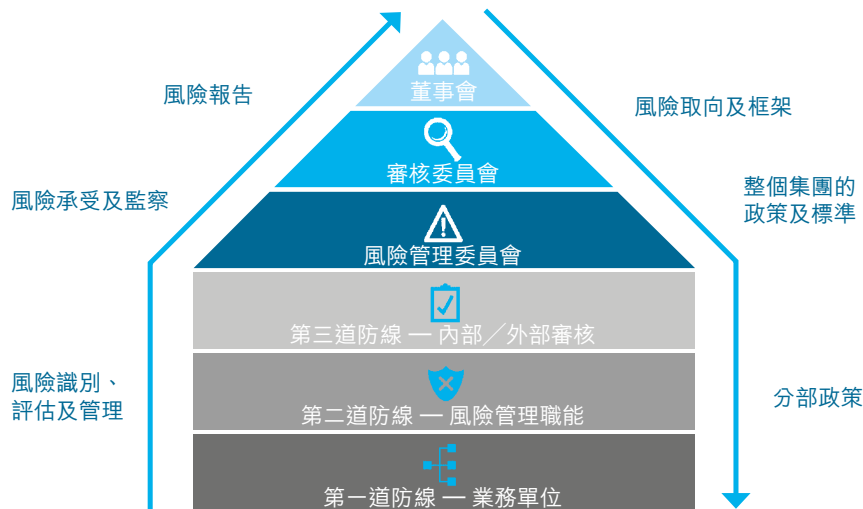 董事會
風險報告
風險取向及框架
審核委員會
風險承受及監察
整個集團的
政策及標準
風險管理委員會
第三道防線 — 內部／外部審核
風險識別、
評估及管理
第二道防線 — 風險管理職能
分部政策
第一道防線 — 業務單位